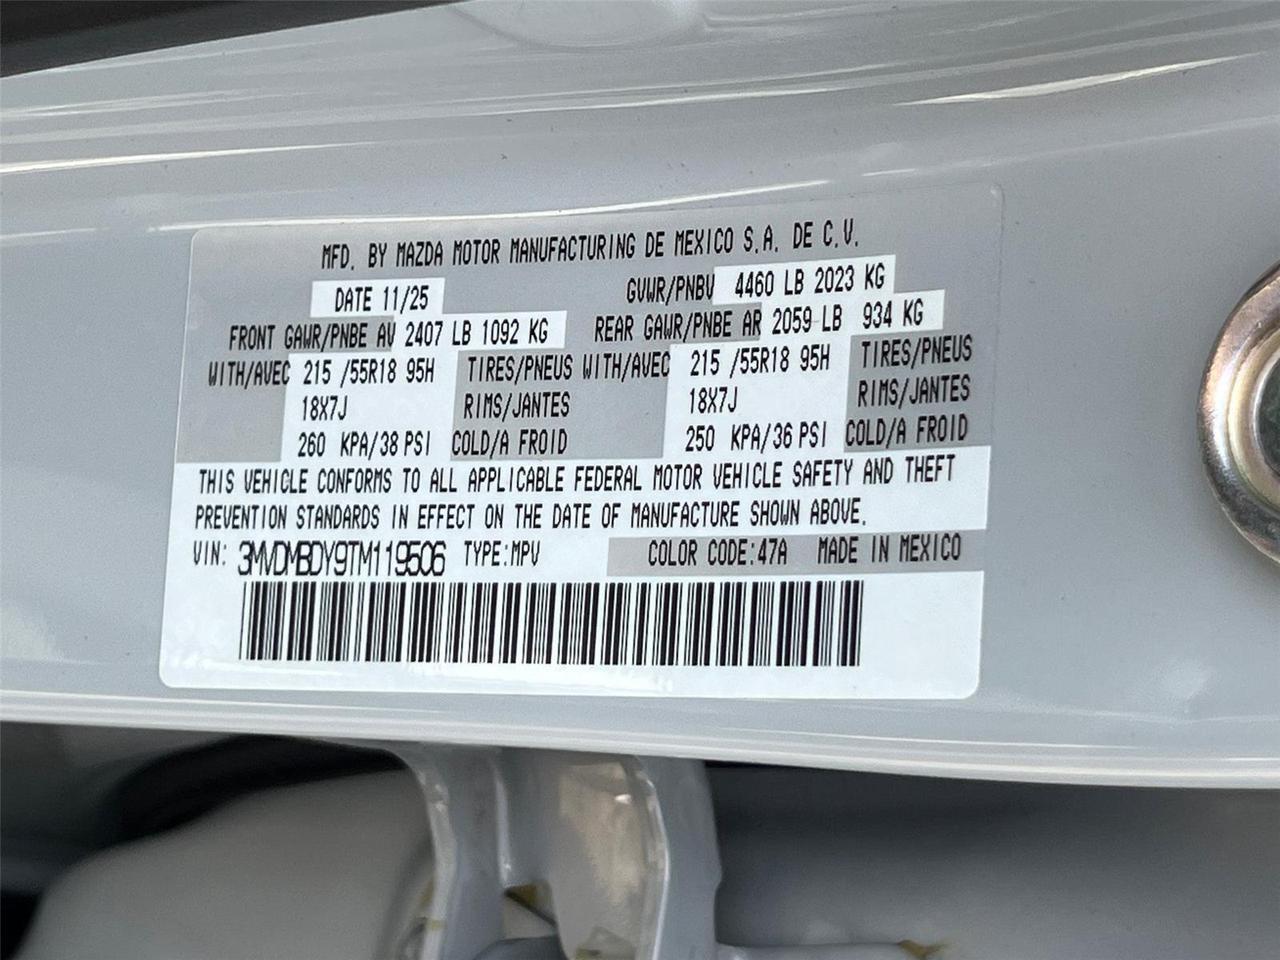 MFD. BY MAZDA MOTOR MANUFACTURING DE MEXICO S.A. DE C.V.
DATE 11/25 GVWR/PNBV 4460 LB 2023 KG
FRONT GAWR/PNBE AV 2407 LB 1092 KG REAR GAWR/PNBE AR 2059 LB 934 KG
WITH/AVEC 215 /55R18 95H TIRES/PNEUS WITH/AVEC 215 /55R18 95H TIRES/PNEUS
18X7J RIMS/JANTES 18X7J RIMS/JANTES
260 KPA/38 PSI COLD/A FROID 250 KPA/36 PSI COLD/A FROID
THIS VEHICLE CONFORMS TO ALL APPLICABLE FEDERAL MOTOR VEHICLE SAFETY AND THEFT
PREVENTION STANDARDS IN EFFECT ON THE DATE OF MANUFACTURE SHOWN ABOVE.
VIN: 3MVDMBDY9TM119506 TYPE:MPV COLOR CODE:47A MADE IN MEXICO